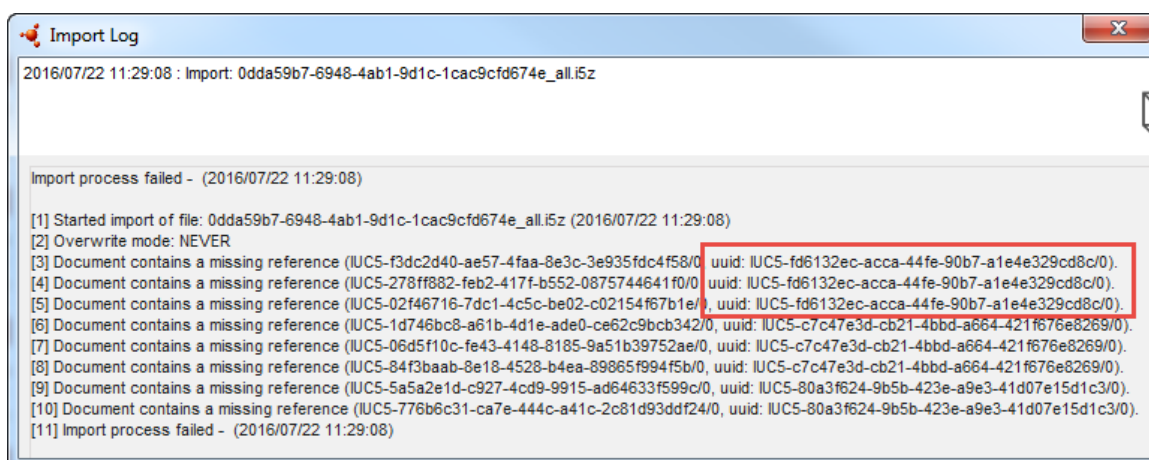 Import Log
2016/07/22 11:29:08 : Import: 0dda59b7-6948-4ab1-9d1c-1cac9cfd674e_all.i5z
Import process failed - (2016/07/22 11:29:08)
[1] Started import of file: 0dda59b7-6948-4ab1-9d1c-1cac9cfd674e_all.i5z (2016/07/22 11:29:08)
[2] Overwrite mode: NEVER
[3] Document contains a missing reference (IUC5-f3dc2d40-ae57-4faa-8e3c-3e935fdc4f58/0, uuid: IUC5-fd6132ec-acca-44fe-90b7-a1e4e329cd8c/0).
[4] Document contains a missing reference (IUC5-278ff882-feb2-417f-b552-0875744641f0/0, uuid: IUC5-fd6132ec-acca-44fe-90b7-a1e4e329cd8c/0).
[5] Document contains a missing reference (IUC5-02f46716-7dc1-4c5c-be02-c02154f67b1e/0, uuid: IUC5-fd6132ec-acca-44fe-90b7-a1e4e329cd8c/0).
[6] Document contains a missing reference (IUC5-1d746bc8-a61b-4d1e-ade0-ce62c9bcb342/0, uuid: IUC5-c7c47e3d-cb21-4bbd-a664-421f676e8269/0).
[7] Document contains a missing reference (IUC5-06d5f10c-fe43-4148-8185-9a51b39752ae/0, uuid: IUC5-c7c47e3d-cb21-4bbd-a664-421f676e8269/0).
[8] Document contains a missing reference (IUC5-84f3baab-8e18-4528-b4ea-89865f994f5b/0, uuid: IUC5-c7c47e3d-cb21-4bbd-a664-421f676e8269/0).
[9] Document contains a missing reference (IUC5-5a5a2e1d-c927-4cd9-9915-ad64633f599c/0, uuid: IUC5-80a3f624-9b5b-423e-a9e3-41d07e15d1c3/0).
[10] Document contains a missing reference (IUC5-776b6c31-ca7e-444c-a41c-2c81d93ddf24/0, uuid: IUC5-80a3f624-9b5b-423e-a9e3-41d07e15d1c3/0).
[11] Import process failed - (2016/07/22 11:29:08)